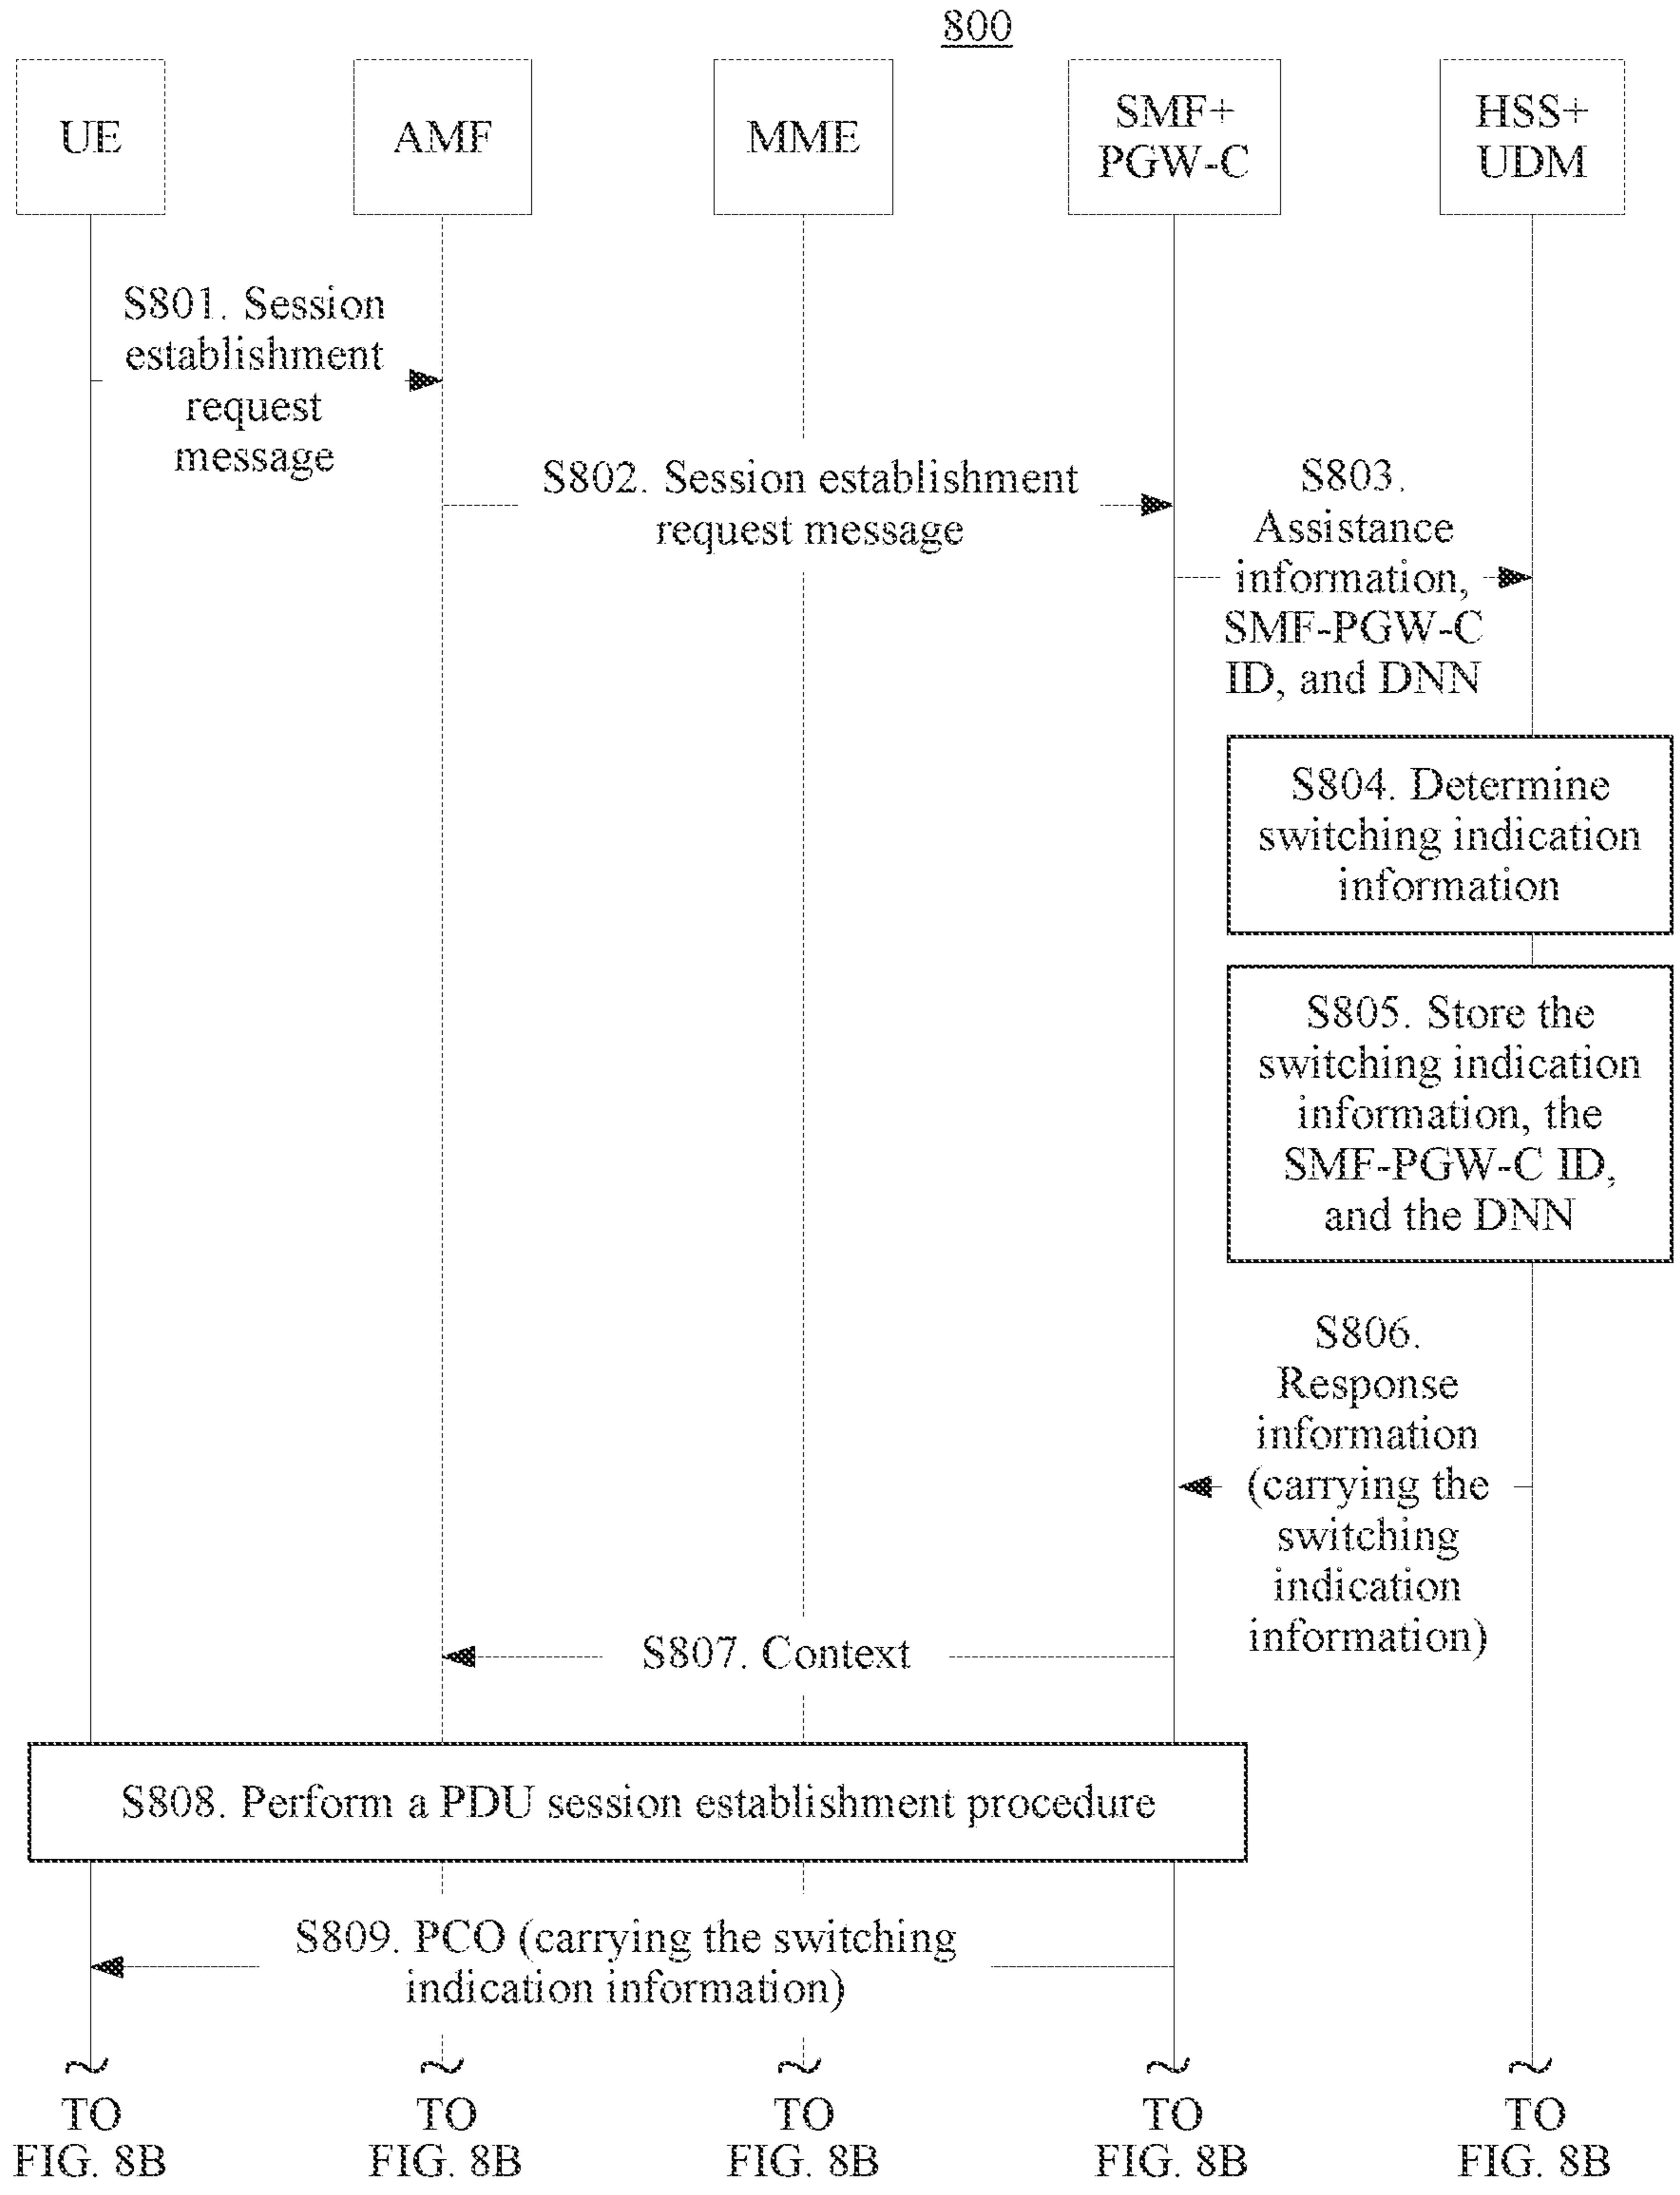 800
UE
AMF
MME
SMF+
PGW-C
HSS+
UDM
S801. Session
establishment
request
message
S802. Session establishment
request message
S803.
Assistance
information,
SMF-PGW-C
ID, and DNN
S804. Determine
switching indication
information
S805. Store the
switching indication
information, the
SMF-PGW-C ID,
and the DNN
S806.
Response
information
(carrying the
switching
indication
information)
S807. Context
S808. Perform a PDU session establishment procedure
S809. PCO (carrying the switching
indication information)
TO
FIG. 8B
TO
FIG. 8B
TO
FIG. 8B
TO
FIG. 8B
TO
FIG. 8B